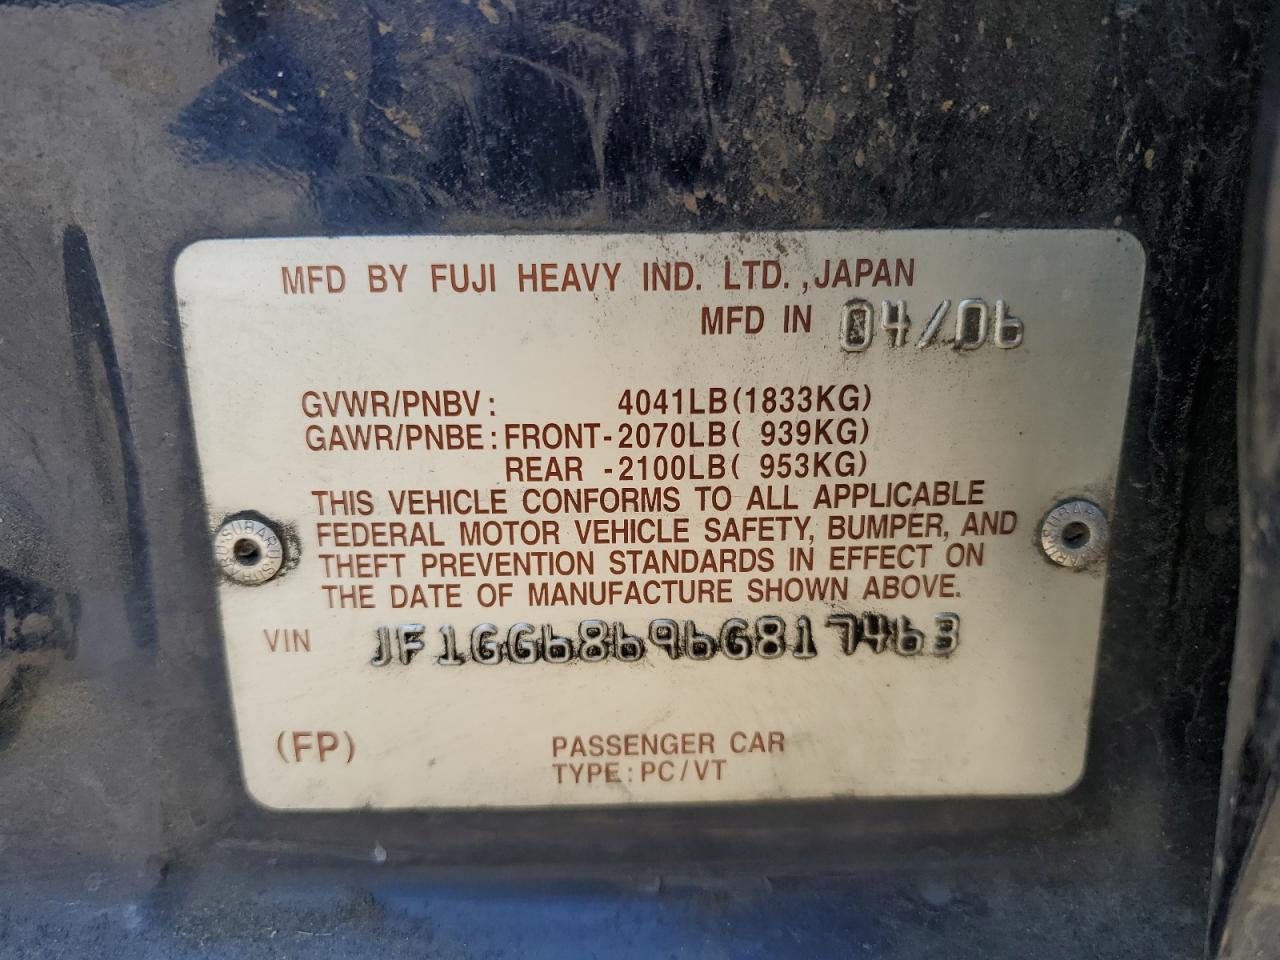 MFD BY FUJI HEAVY IND. LTD.,JAPAN
MFD IN 04/06
GVWR/PNBV: 4041LB(1833KG)
GAWR/PNBE:FRONT-2070LB( 939KG)
REAR -2100LB( 953KG)
THIS VEHICLE CONFORMS TO ALL APPLICABLE
FEDERAL MOTOR VEHICLE SAFETY, BUMPER, AND
THEFT PREVENTION STANDARDS IN EFFECT ON
THE DATE OF MANUFACTURE SHOWN ABOVE.
SUBARU
VIN JF1GG68696G817463
(FP) PASSENGER CAR
TYPE:PC/VT